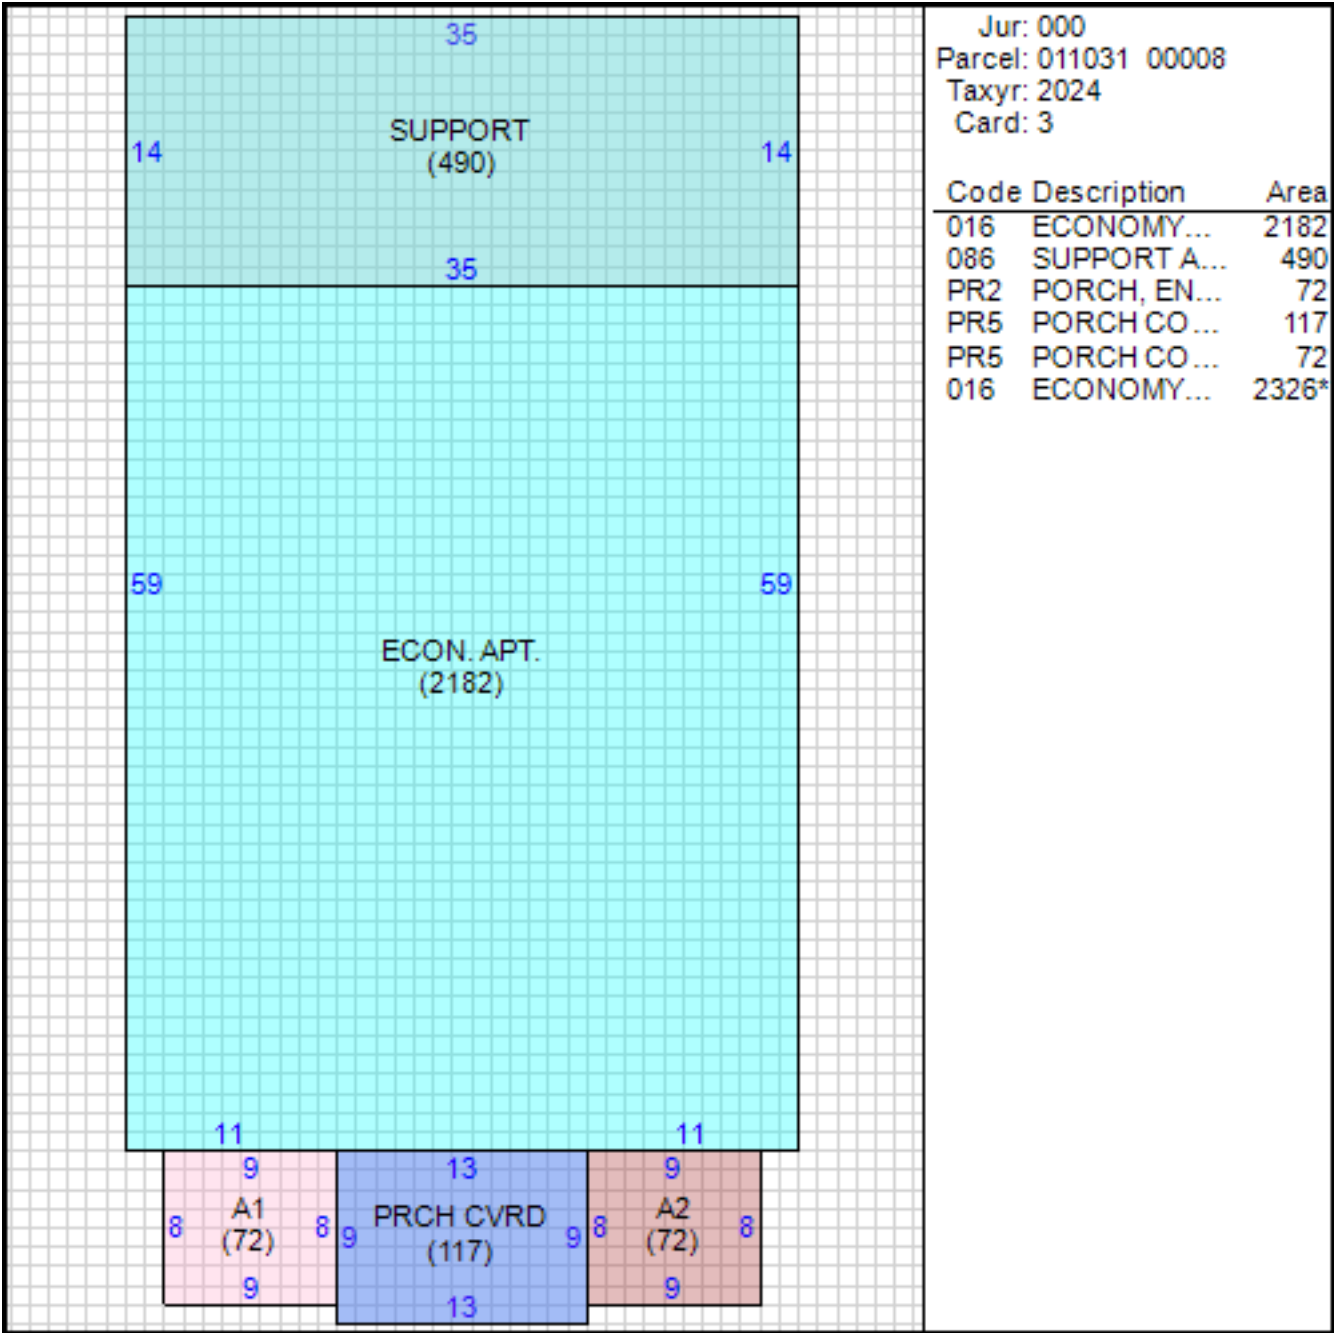 35
SUPPORT
(490)
14 14
35
59 59
ECON. APT.
(2182)
11 11
9 13 9
A1 PRCH CVRD A2
(72) (117) (72)
8 8 9 9 8 8
9 13 9
Jur: 000
Parcel: 011031 00008
Taxyr: 2024
Card: 3
Code Description Area
016 ECONOMY... 2182
086 SUPPORT A... 490
PR2 PORCH, EN... 72
PR5 PORCH CO... 117
PR5 PORCH CO... 72
016 ECONOMY... 2326*